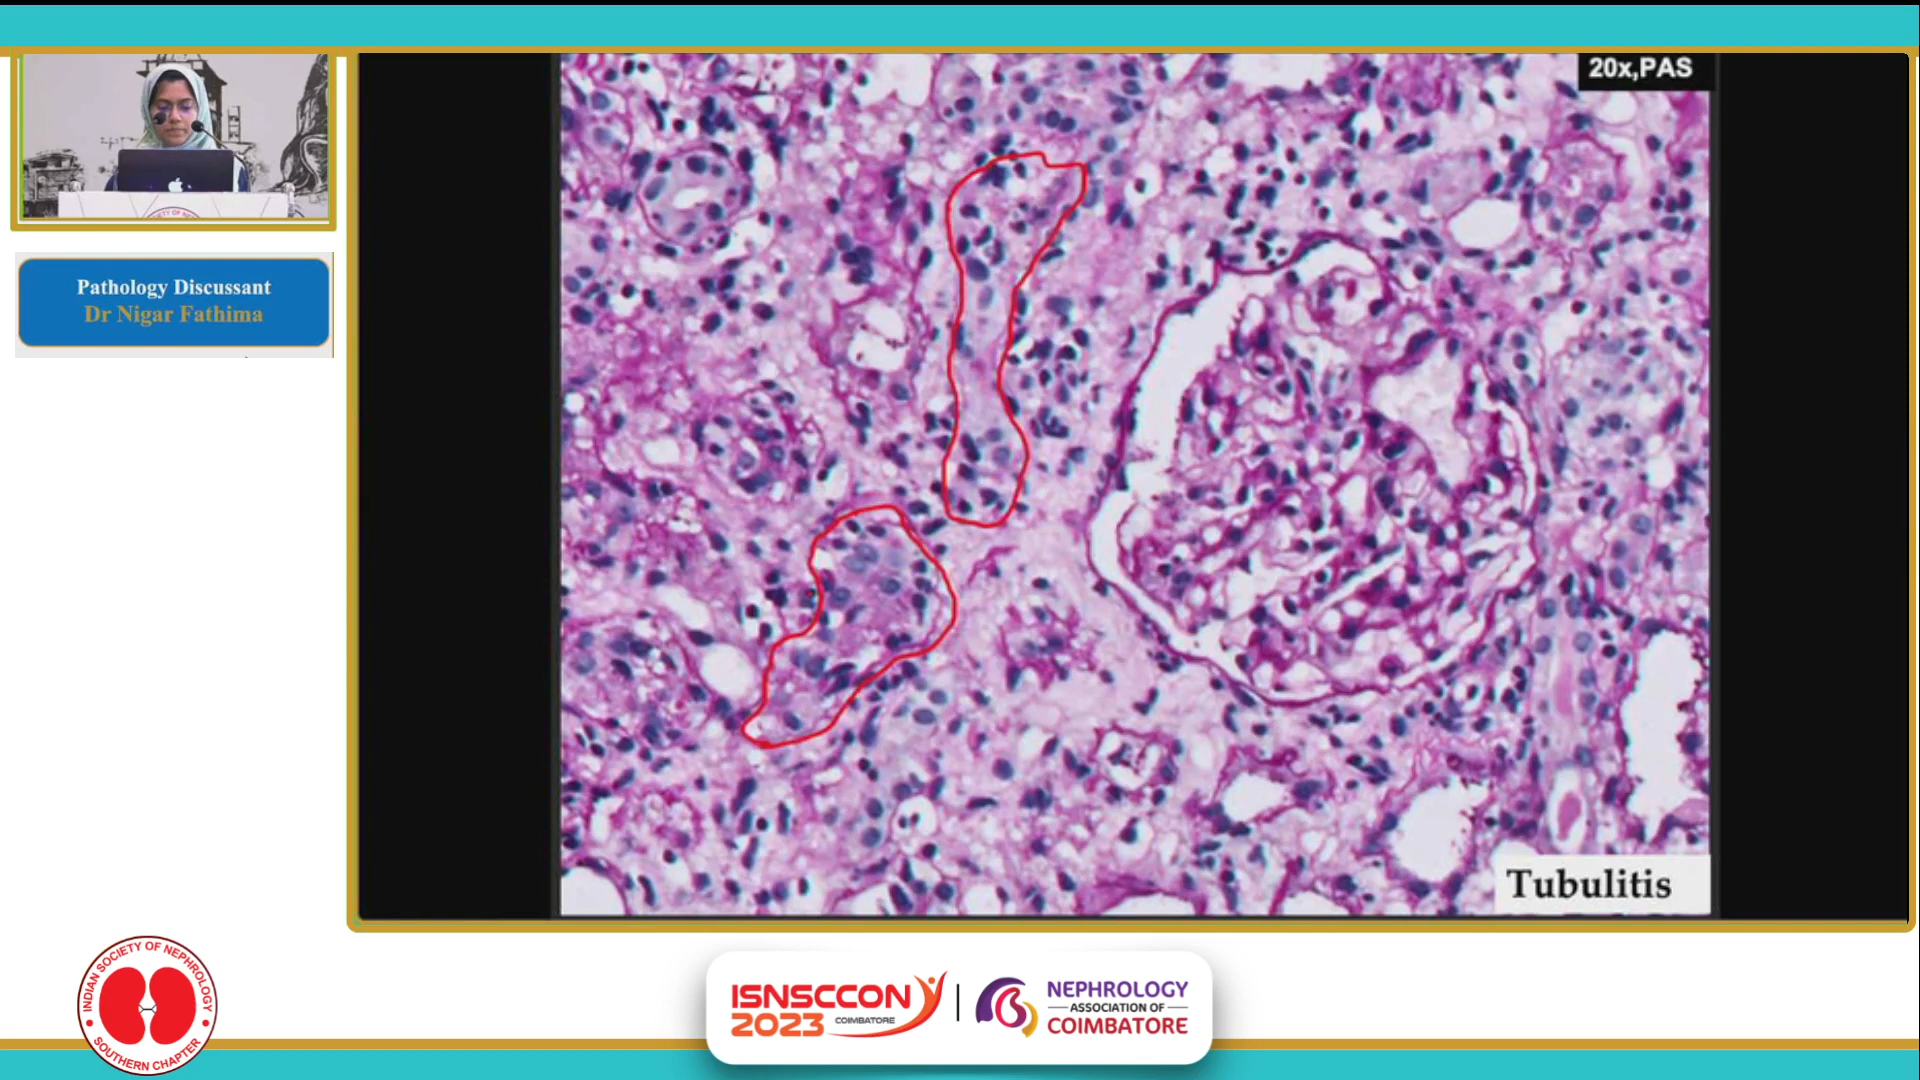 20x,PAS
Pathology Discussant
Dr Nigar Fathima
Tubulitis
INDIAN SOCIETY OF NEPHROLOGY
SOUTHERN CHAPTER
ISNSCCON
2023 COIMBATORE
NEPHROLOGY
ASSOCIATION OF
COIMBATORE